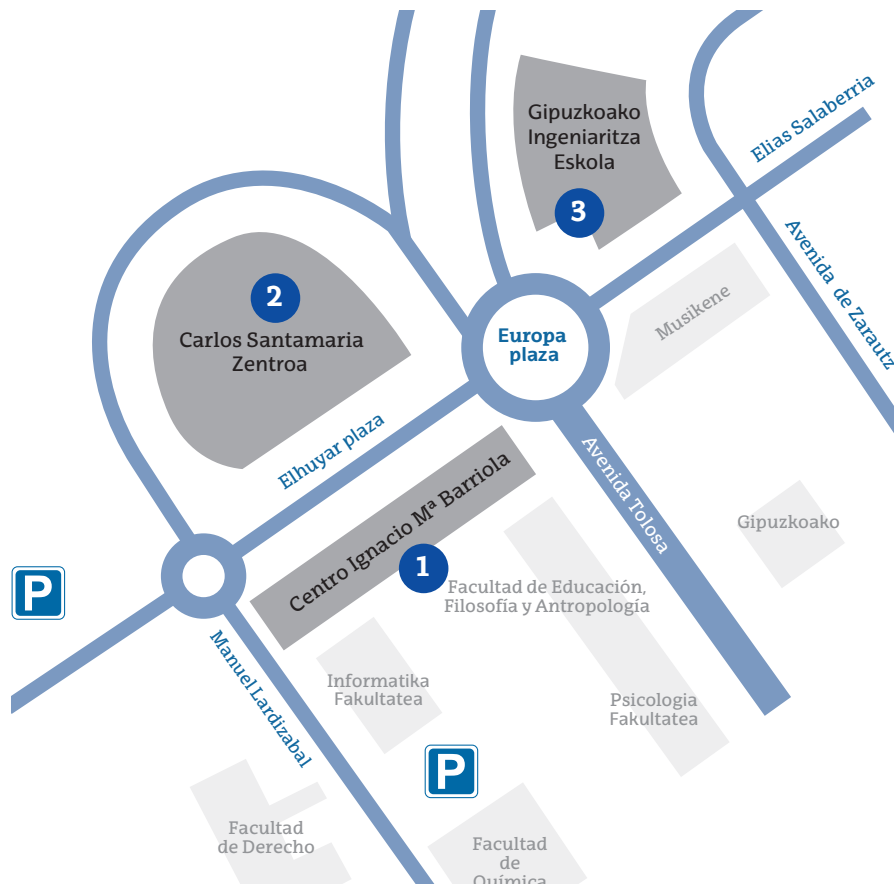 Gipuzkoako
Ingeniaritza
Eskola
3
Elias Salaberria
Avenida de Zarautz
Musikene
2
Carlos Santamaria
Zentroa
Europa
plaza
Elhuyar plaza
Centro Ignacio Mª Barriola
1
Avenida Tolosa
Gipuzkoako
P
Facultad de Educación,
Filosofía y Antropología
Manuel Lardizabal
Informatika
Fakultatea
Psicologia
Fakultatea
P
Facultad
de Derecho
Facultad
de
Química